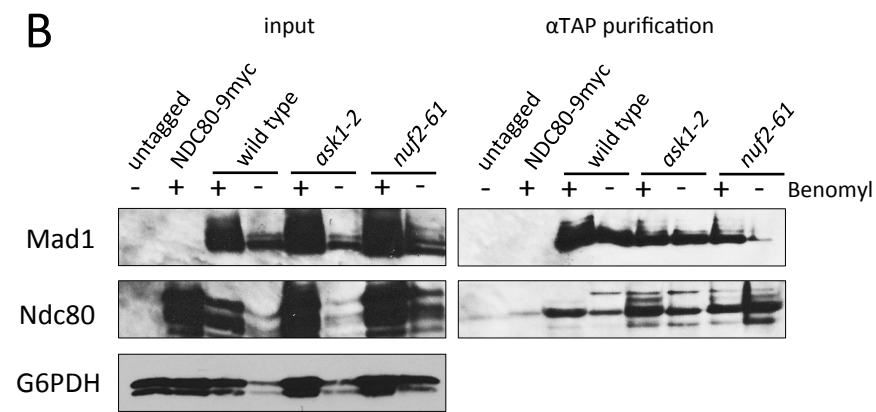 B
input
αTAP purification
untagged
NDC80-9myc
wild type
ask1-2
nuf2-61
untagged
NDC80-9myc
wild type
ask1-2
nuf2-61
- + + - + - + - - + + - + - + - Benomyl
Mad1
Ndc80
G6PDH